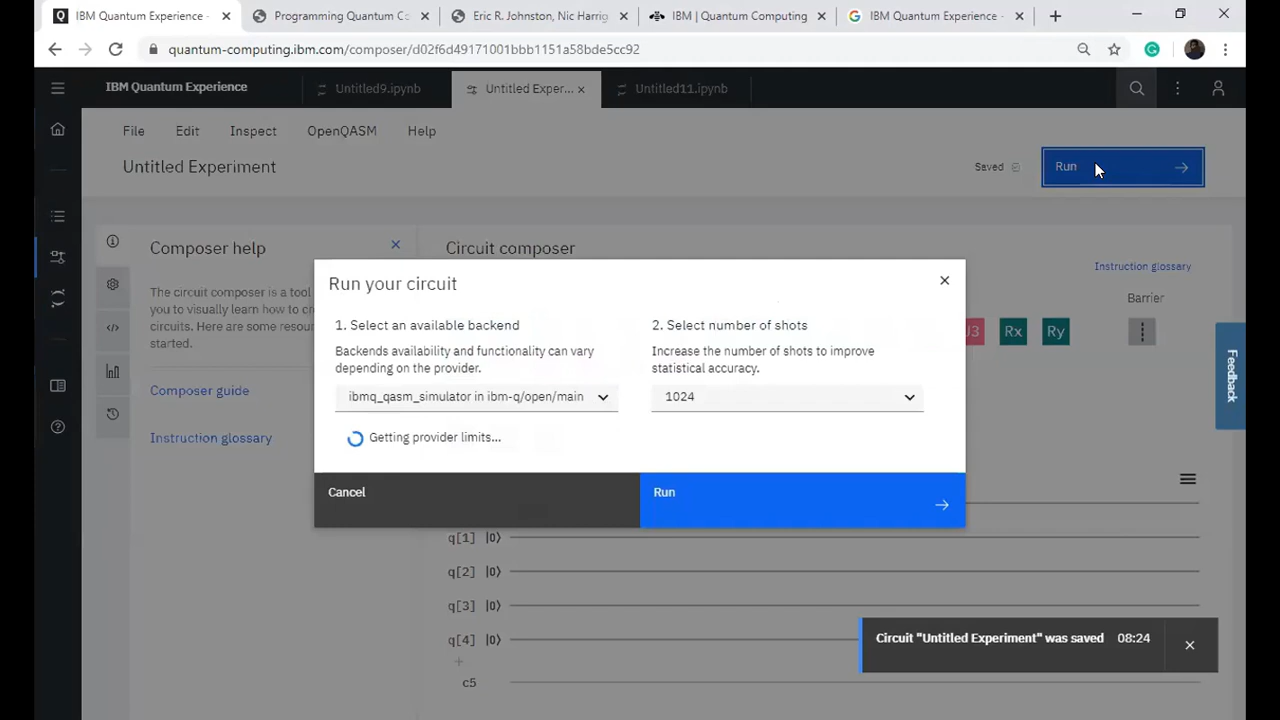 IBM Quantum Experience -
Programming Quantum Co
Eric R. Johnston, Nic Harrig
IBM | Quantum Computing
IBM Quantum Experience -
quantum-computing.ibm.com/composer/d02f6d49171001bbb1151a58bde5cc92
IBM Quantum Experience
Untitled9.ipynb
Untitled Exper...
Untitled11.ipynb
File
Edit
Inspect
OpenQASM
Help
Untitled Experiment
Saved
Run
Composer help
Circuit composer
The circuit composer is a tool
you to visually learn how to cr
circuits. Here are some resour
started.
Composer guide
Instruction glossary
Instruction glossary
Barrier
U3
Rx
Ry
Feedback
Run your circuit
1. Select an available backend
Backends availability and functionality can vary
depending on the provider.
ibmq_qasm_simulator in ibm-q/open/main
Getting provider limits...
2. Select number of shots
Increase the number of shots to improve
statistical accuracy.
1024
Cancel
Run
q[1] |0⟩
q[2] |0⟩
q[3] |0⟩
q[4] |0⟩
+
c5
Circuit "Untitled Experiment" was saved 08:24